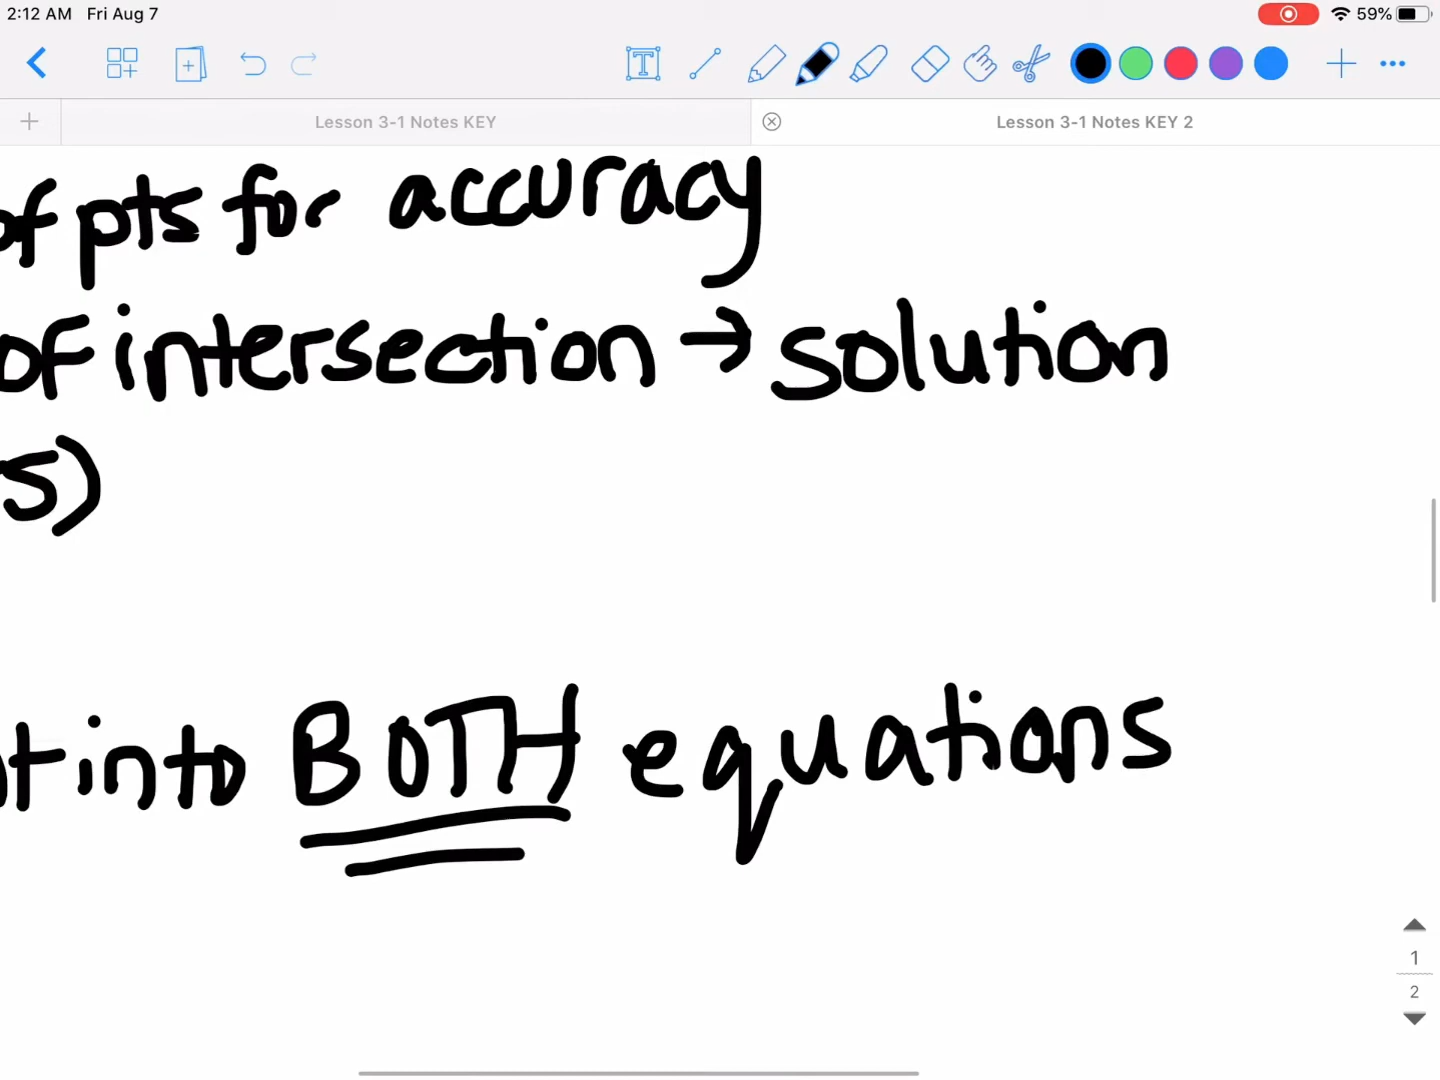 2:12 AM Fri Aug 7 59%
T
Lesson 3-1 Notes KEY Lesson 3-1 Notes KEY 2
of pts for accuracy
of intersection → solution
s)
t into BOTH equations
1
2